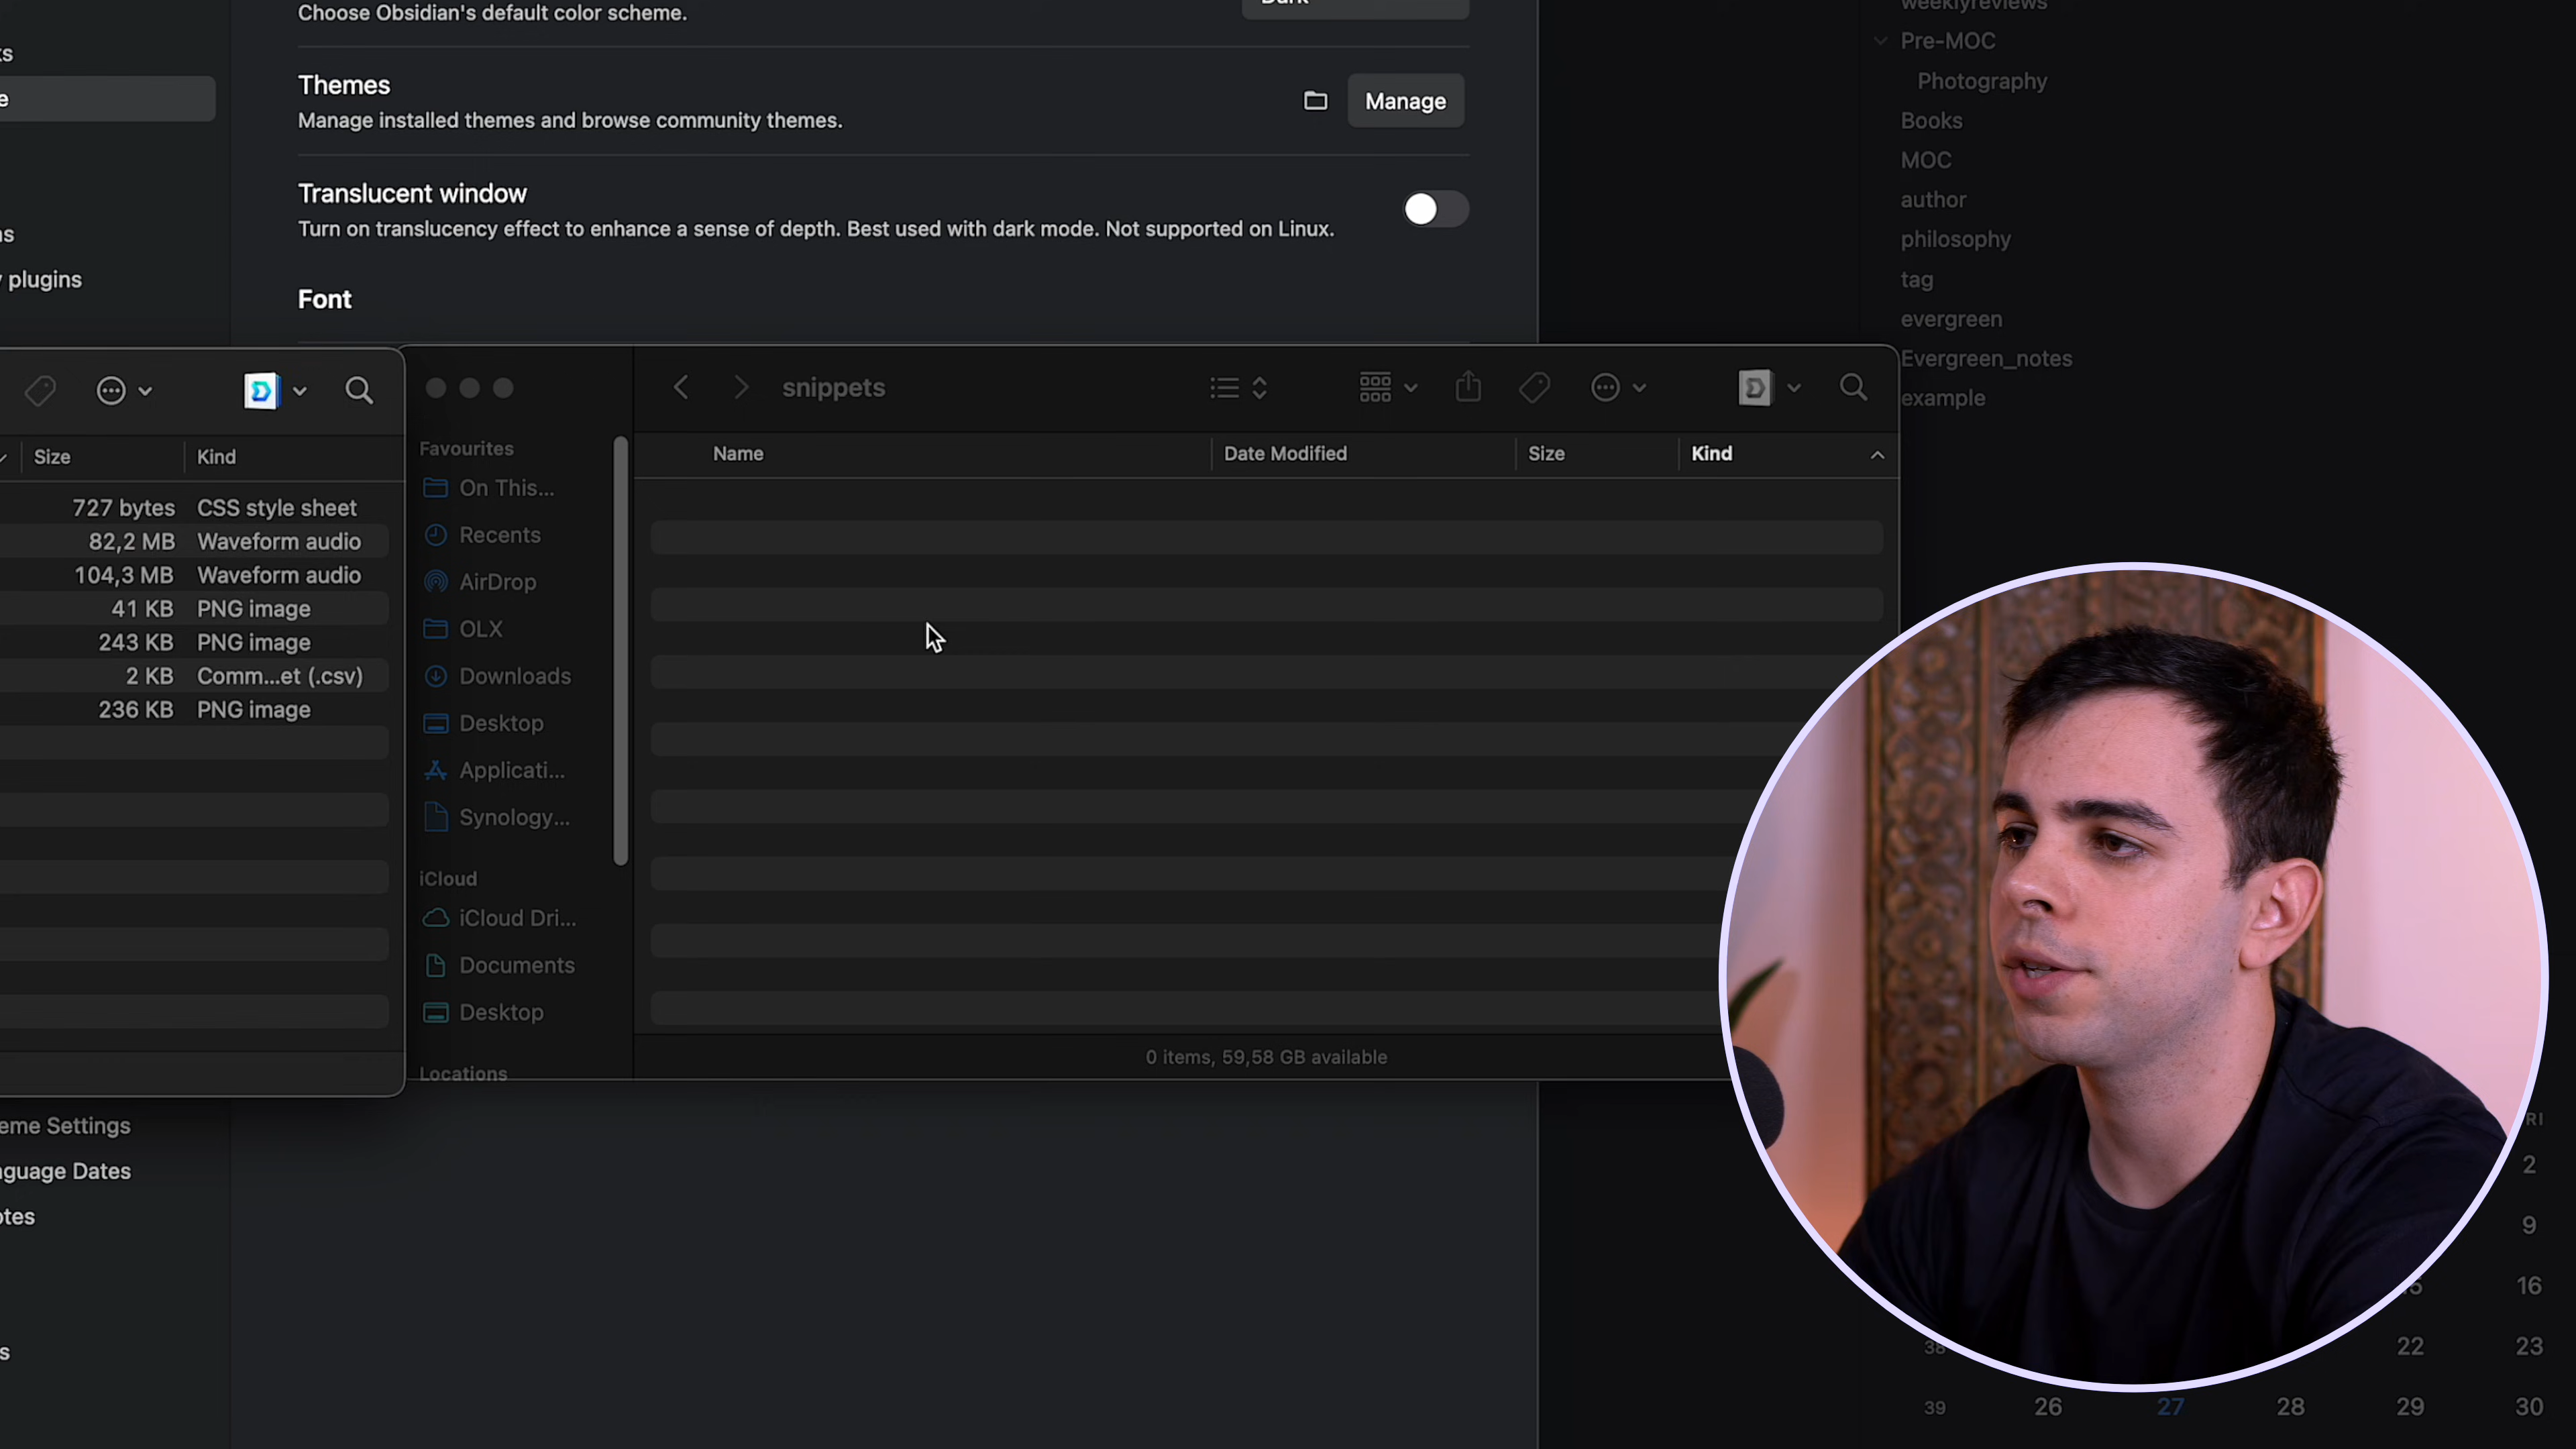 Choose Obsidian's default color scheme.
Themes
Manage installed themes and browse community themes.
Manage
Translucent window
Turn on translucency effect to enhance a sense of depth. Best used with dark mode. Not supported on Linux.
Font
plugins
Size
Kind
727 bytes CSS style sheet
82,2 MB Waveform audio
104,3 MB Waveform audio
41 KB PNG image
243 KB PNG image
2 KB Comm...et (.csv)
236 KB PNG image
eme Settings
guage Dates
otes
snippets
Favourites
On This...
Recents
AirDrop
OLX
Downloads
Desktop
Applicati...
Synology...
iCloud
iCloud Dri...
Documents
Desktop
Locations
Name
Date Modified
Size
Kind
0 items, 59,58 GB available
weeklyreviews
Pre-MOC
Photography
Books
MOC
author
philosophy
tag
evergreen
Evergreen_notes
example
RI
2
9
16
38 22 23
39 26 27 28 29 30